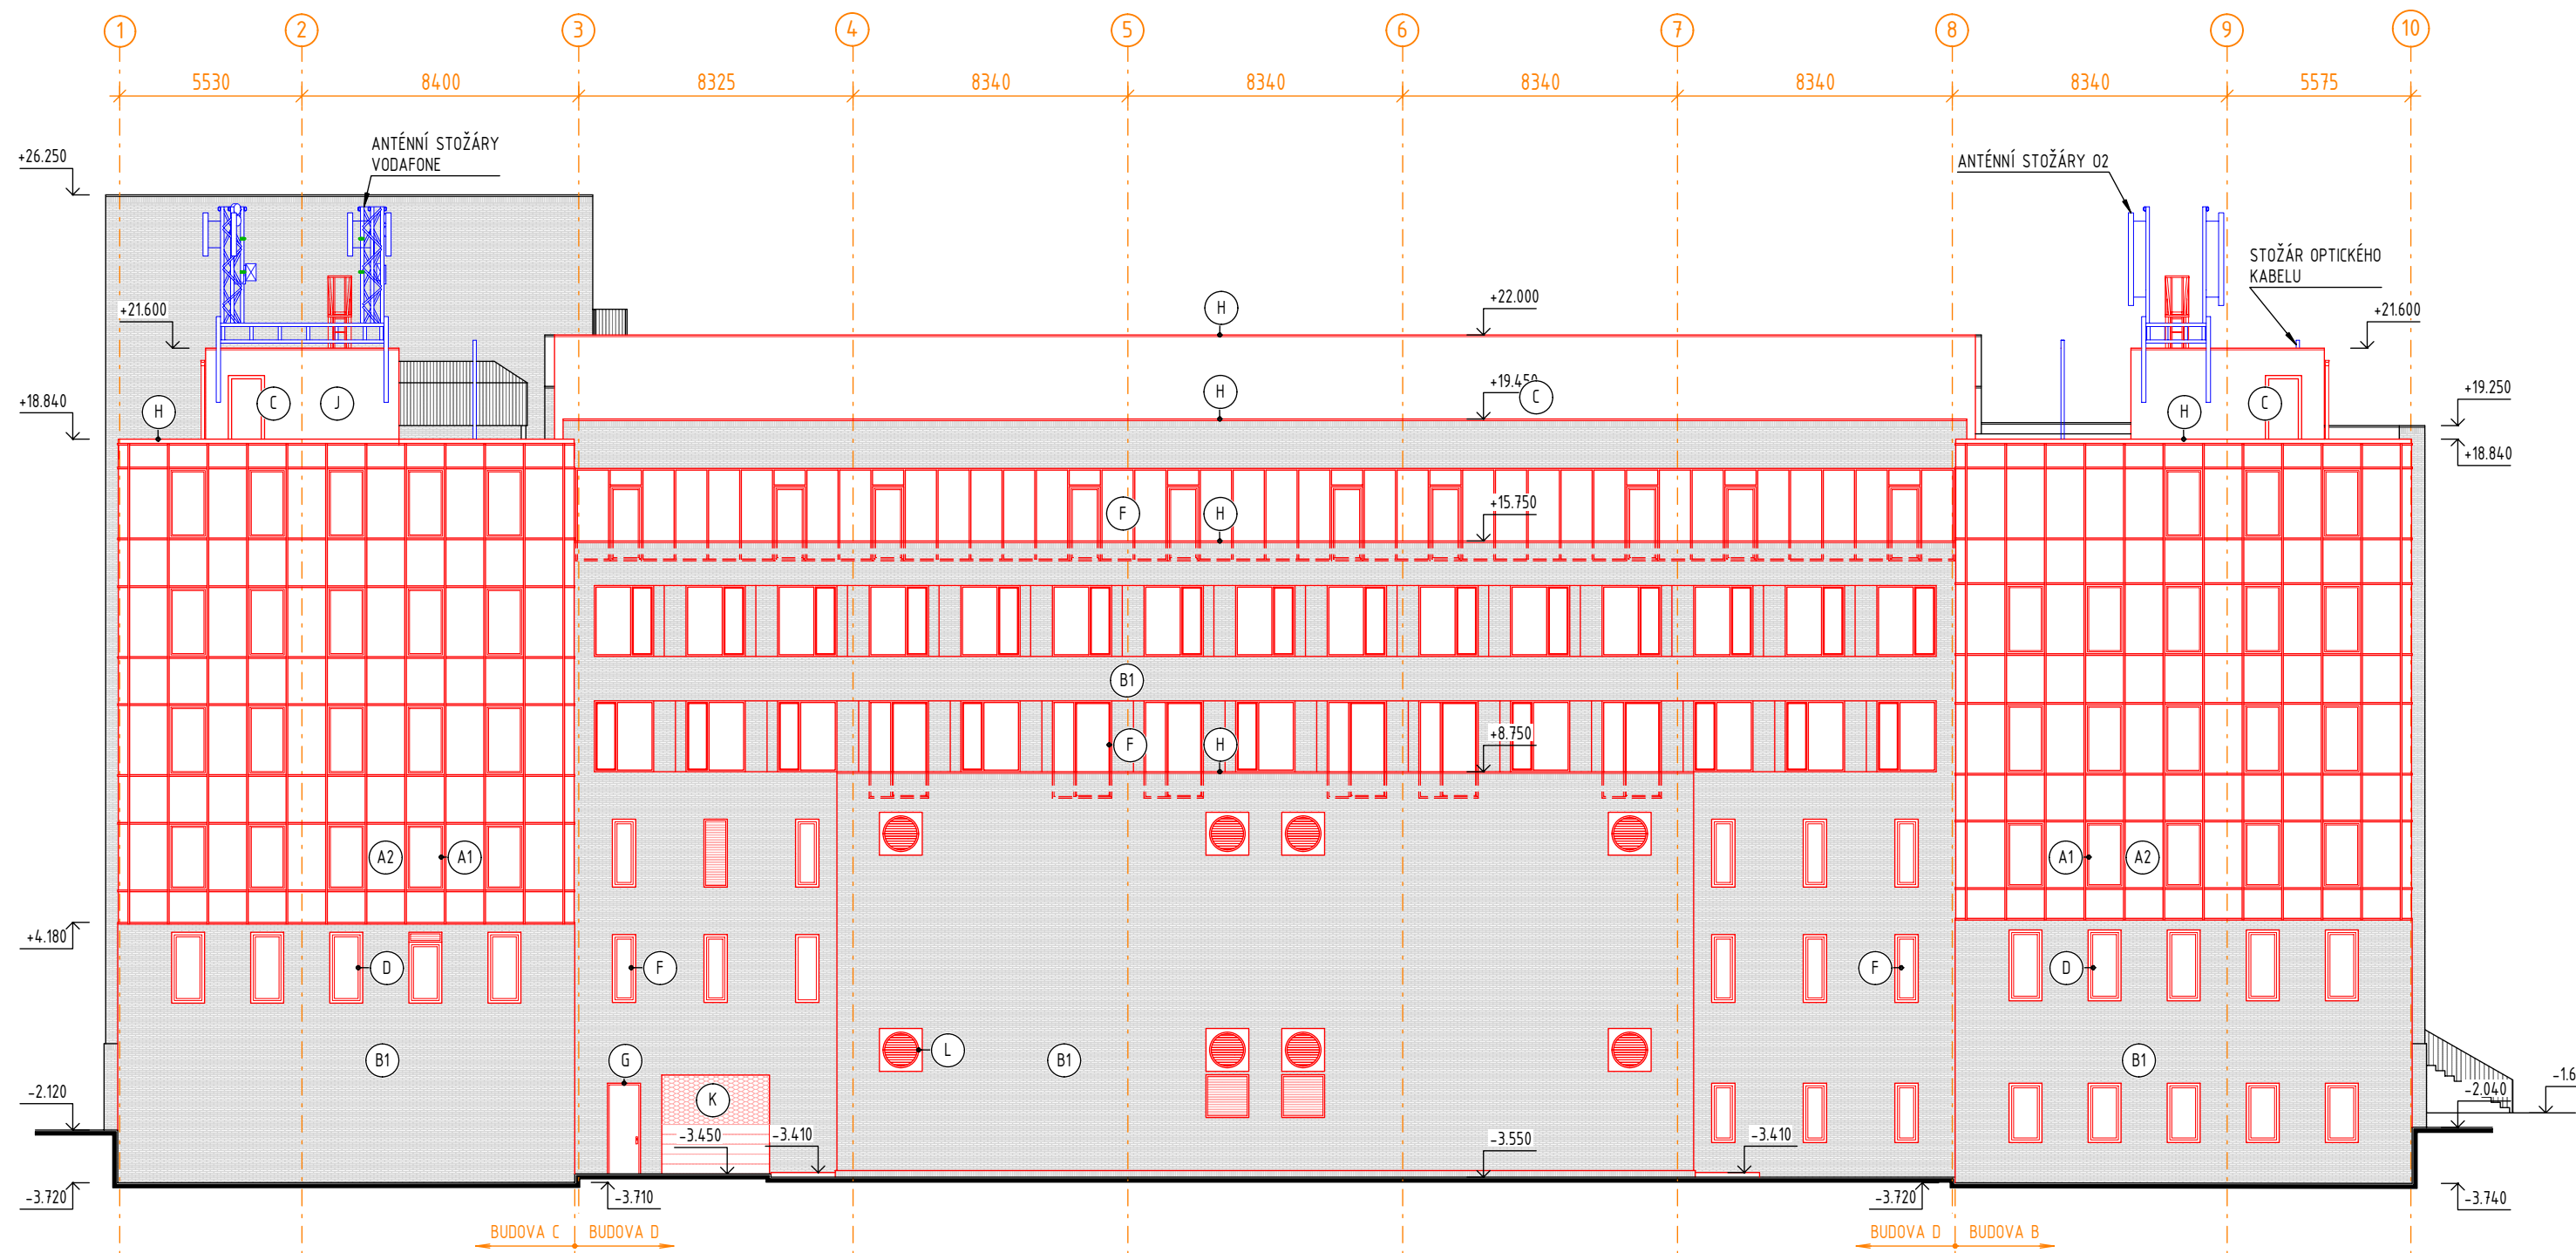 1 2 3 4 5 6 7 8 9 10
5530 8400 8325 8340 8340 8340 8340 8340 5575
ANTÉNNÍ STOŽÁRY
VODAFONE
+26.250
ANTÉNNÍ STOŽÁRY O2
STOŽÁR OPTICKÉHO
KABELU
+21.600
H
+22.000
+21.600
+18.840
H
C
J
H
+19.450
C
H
C
+19.250
+18.840
F
H
+15.750
B1
F
H
+8.750
A2
A1
A1
A2
+4.180
D
F
F
D
B1
G
L
B1
B1
K
-2.120
-3.450
-3.410
-3.550
-3.410
-2.040
-1.6
-3.720
-3.710
-3.720
-3.740
BUDOVA C
BUDOVA D
BUDOVA D
BUDOVA B